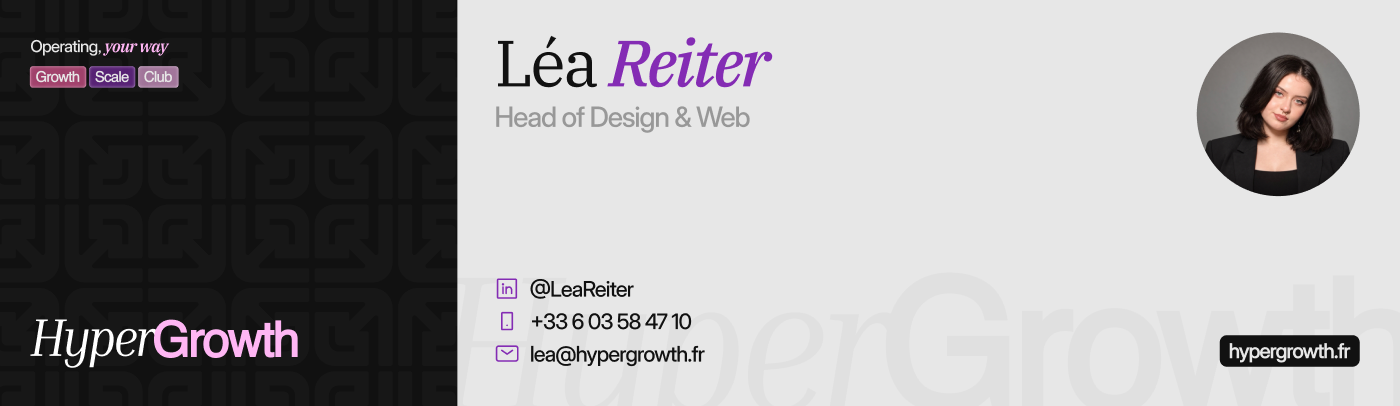 Operating, your way
Growth Scale Club
HyperGrowth
Léa Reiter
Head of Design & Web
@LeaReiter
+33 6 03 58 47 10
lea@hypergrowth.fr
HyperGrowth
hypergrowth.fr